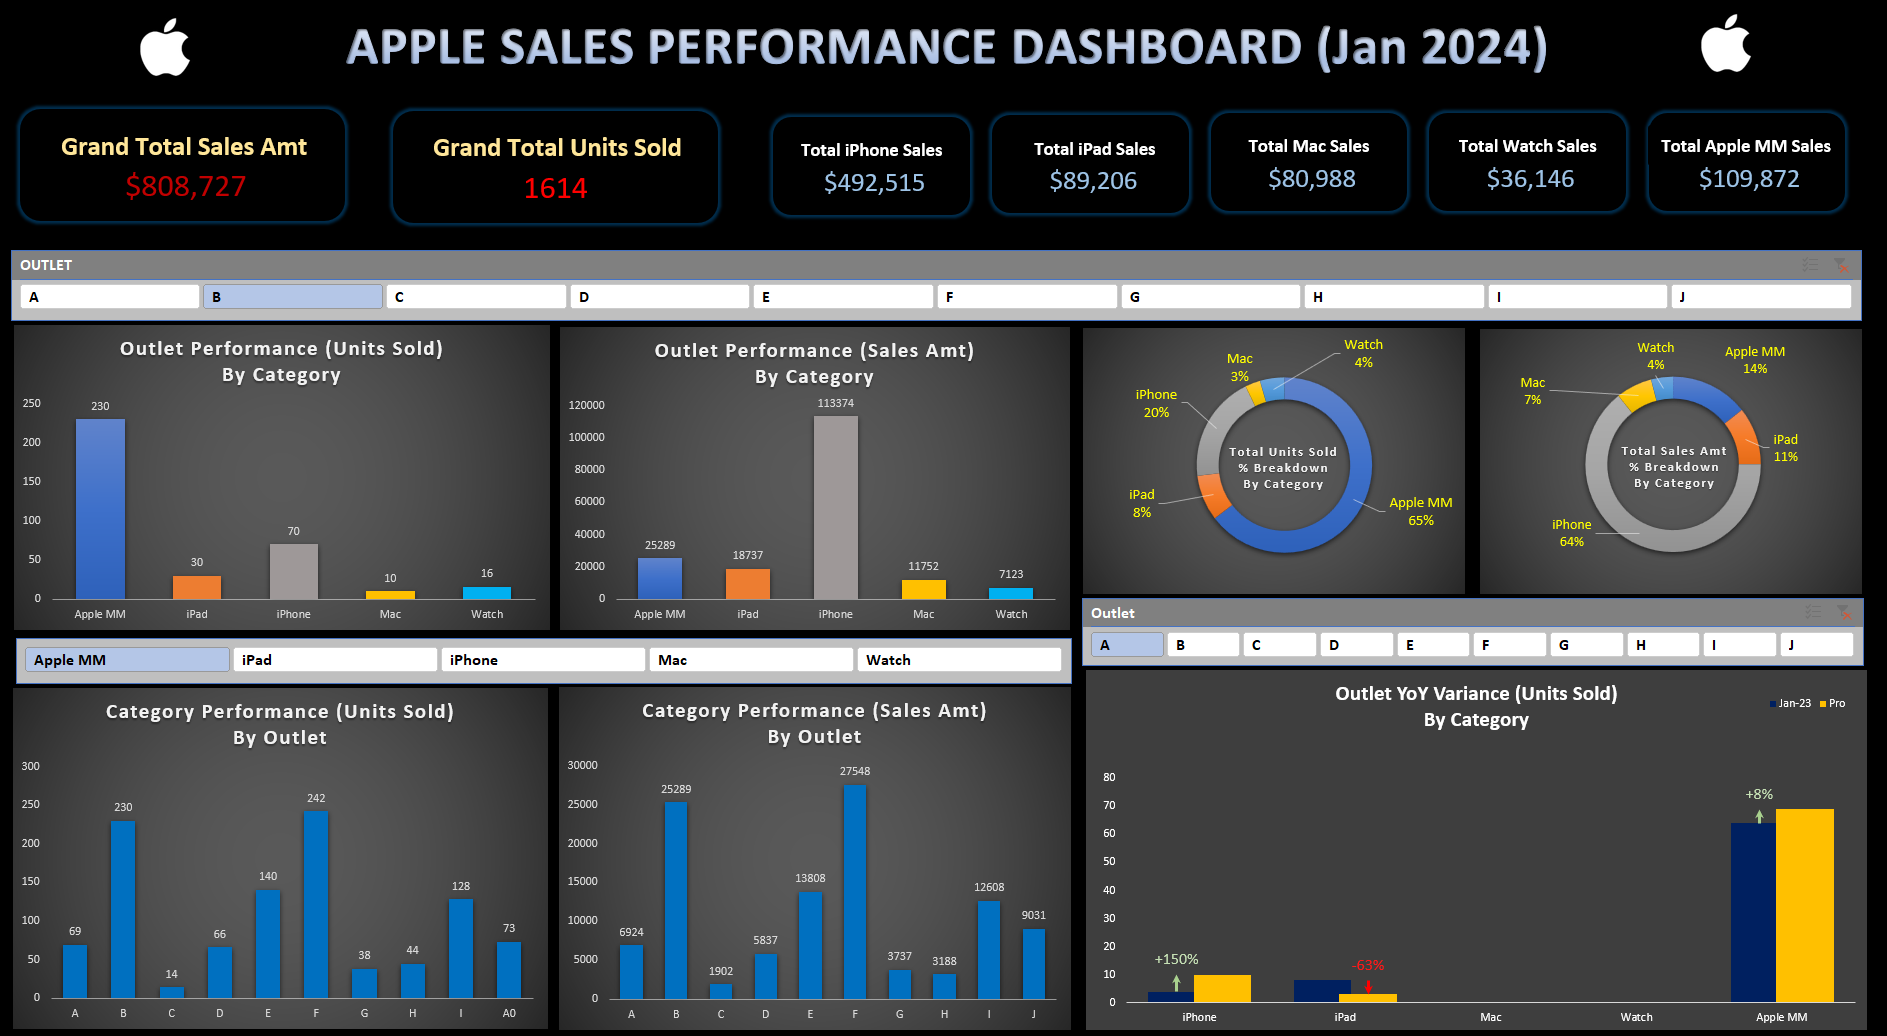 APPLE SALES PERFORMANCE DASHBOARD (Jan 2024)
Grand Total Sales Amt
$808,727
Grand Total Units Sold
1614
Total iPhone Sales
$492,515
Total iPad Sales
$89,206
Total Mac Sales
$80,988
Total Watch Sales
$36,146
Total Apple MM Sales
$109,872
OUTLET
A B C D E F G H I J
Outlet Performance (Units Sold)
By Category
250
200
150
100
50
0
230
30
70
10
16
Apple MM iPad iPhone Mac Watch
Outlet Performance (Sales Amt)
By Category
120000
100000
80000
60000
40000
20000
0
25289
18737
113374
11752
7123
Apple MM iPad iPhone Mac Watch
Watch
4%
Mac
3%
iPhone
20%
iPad
8%
Apple MM
65%
Total Units Sold
% Breakdown
By Category
Watch
4%
Apple MM
14%
Mac
7%
iPad
11%
iPhone
64%
Total Sales Amt
% Breakdown
By Category
Apple MM iPad iPhone Mac Watch
Outlet
A B C D E F G H I J
Category Performance (Units Sold)
By Outlet
300
250
200
150
100
50
0
69
230
14
66
140
242
38
44
128
73
A B C D E F G H I A0
Category Performance (Sales Amt)
By Outlet
30000
25000
20000
15000
10000
5000
0
6924
25289
1902
5837
13808
27548
3737
3188
12608
9031
A B C D E F G H I J
Outlet YoY Variance (Units Sold)
By Category
Jan-23 Pro
80
70
60
50
40
30
20
10
0
+150%
-63%
+8%
iPhone iPad Mac Watch Apple MM